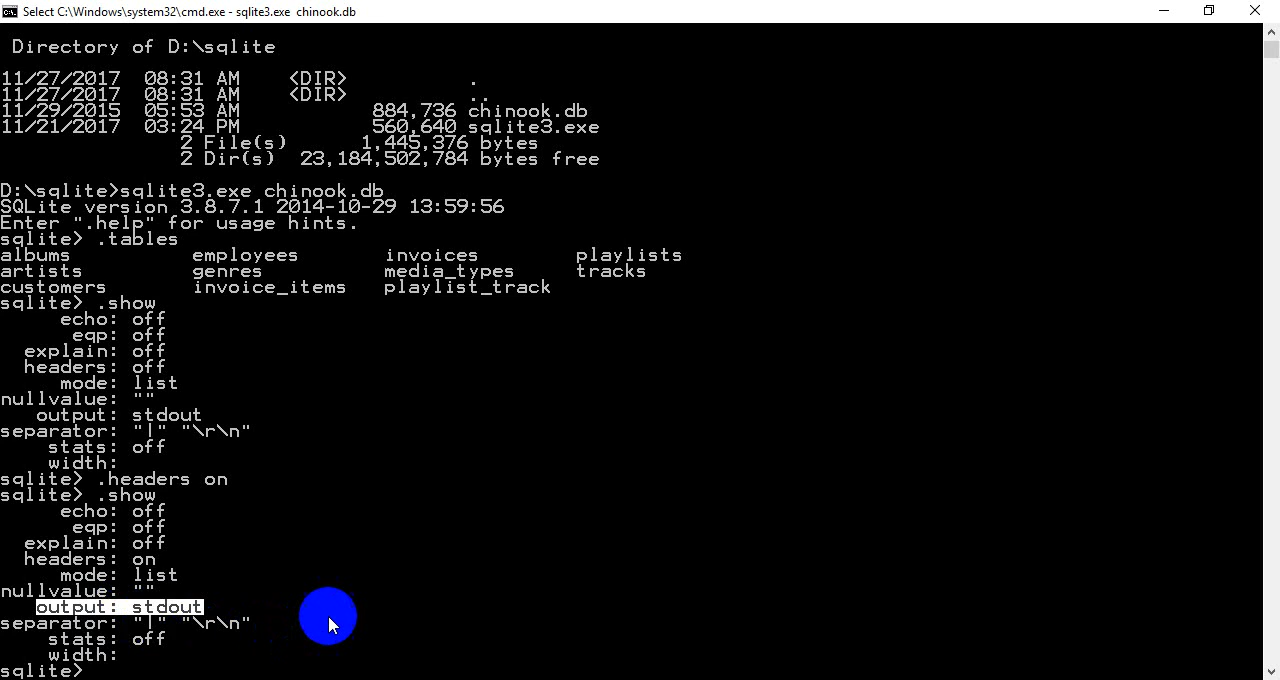 Select C:\Windows\system32\cmd.exe - sqlite3.exe  chinook.db
 Directory of D:\sqlite
11/27/2017  08:31 AM    <DIR>          .
11/27/2017  08:31 AM    <DIR>          ..
11/29/2015  05:53 AM           884,736 chinook.db
11/21/2017  03:24 PM           560,640 sqlite3.exe
               2 File(s)      1,445,376 bytes
               2 Dir(s)  23,184,502,784 bytes free
D:\sqlite>sqlite3.exe chinook.db
SQLite version 3.8.7.1 2014-10-29 13:59:56
Enter ".help" for usage hints.
sqlite> .tables
albums          employees       invoices        playlists
artists         genres          media_types     tracks
customers       invoice_items   playlist_track
sqlite> .show
     echo: off
      eqp: off
  explain: off
  headers: off
     mode: list
nullvalue: ""
   output: stdout
separator: "|" "\r\n"
    stats: off
    width:
sqlite> .headers on
sqlite> .show
     echo: off
      eqp: off
  explain: off
  headers: on
     mode: list
nullvalue: ""
   output: stdout
separator: "|" "\r\n"
    stats: off
    width:
sqlite>